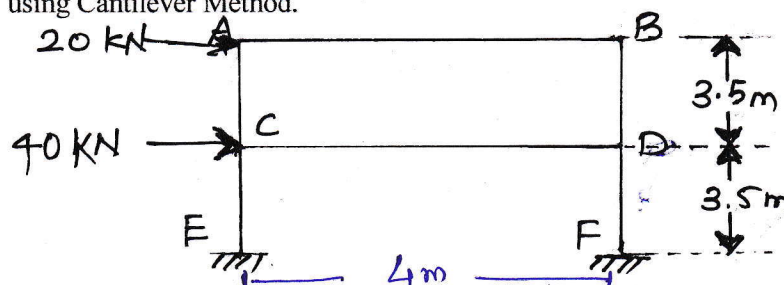 using Cantilever Method.
20 KN A B
3.5m
40 KN C D
3.5m
E F
4m